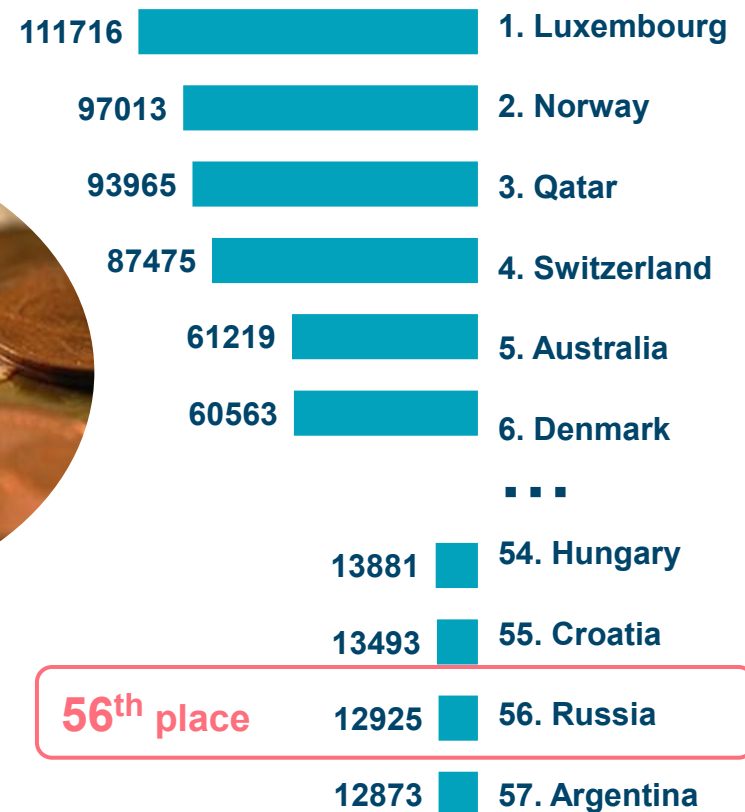 111716 1. Luxembourg
97013 2. Norway
93965 3. Qatar
87475 4. Switzerland
61219 5. Australia
60563 6. Denmark
...
13881 54. Hungary
13493 55. Croatia
56th place 12925 56. Russia
12873 57. Argentina